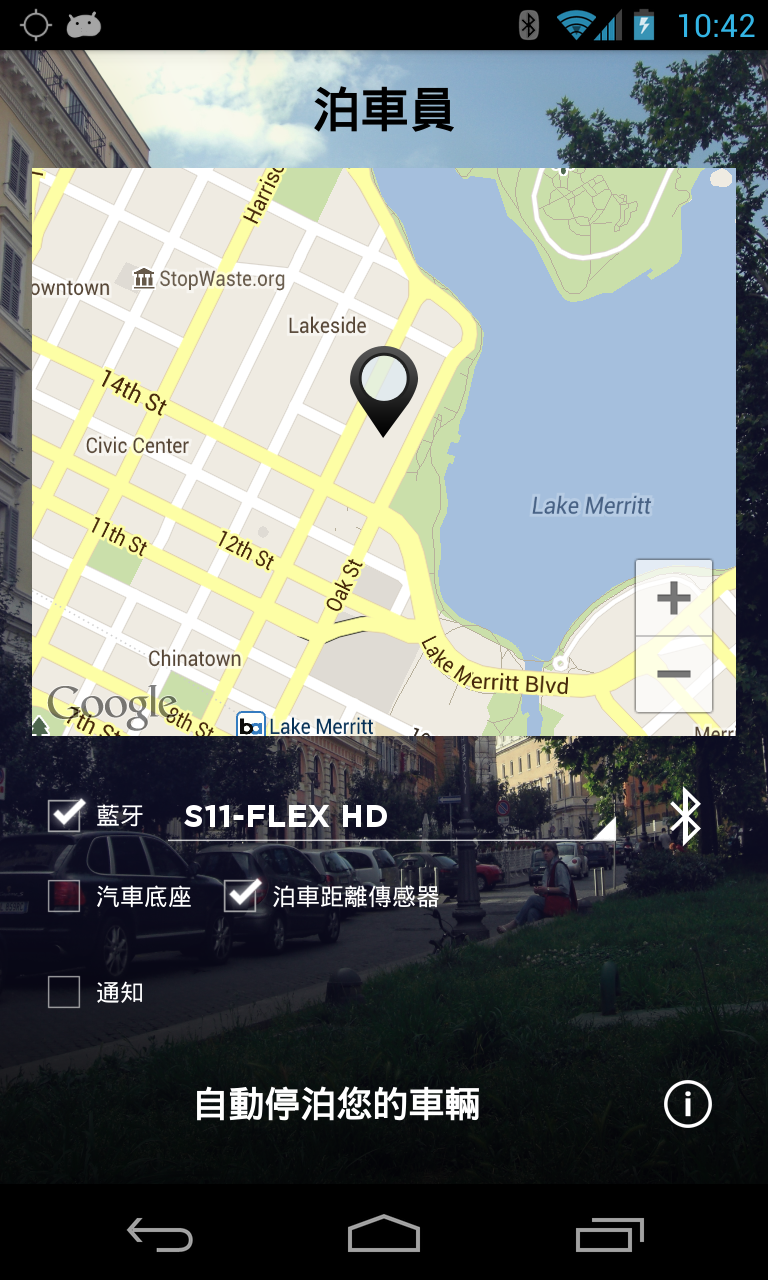 10:42
泊車員
Harriso
StopWaste.org
owntown
Lakeside
14th St
Civic Center
Lake Merritt
11th St
12th St
Oak St
Chinatown
Lake Merritt Blvd
Google
7th St
8th St
ba Lake Merritt
Merr
藍牙 S11-FLEX HD
汽車底座 泊車距離傳感器
通知
自動停泊您的車輛